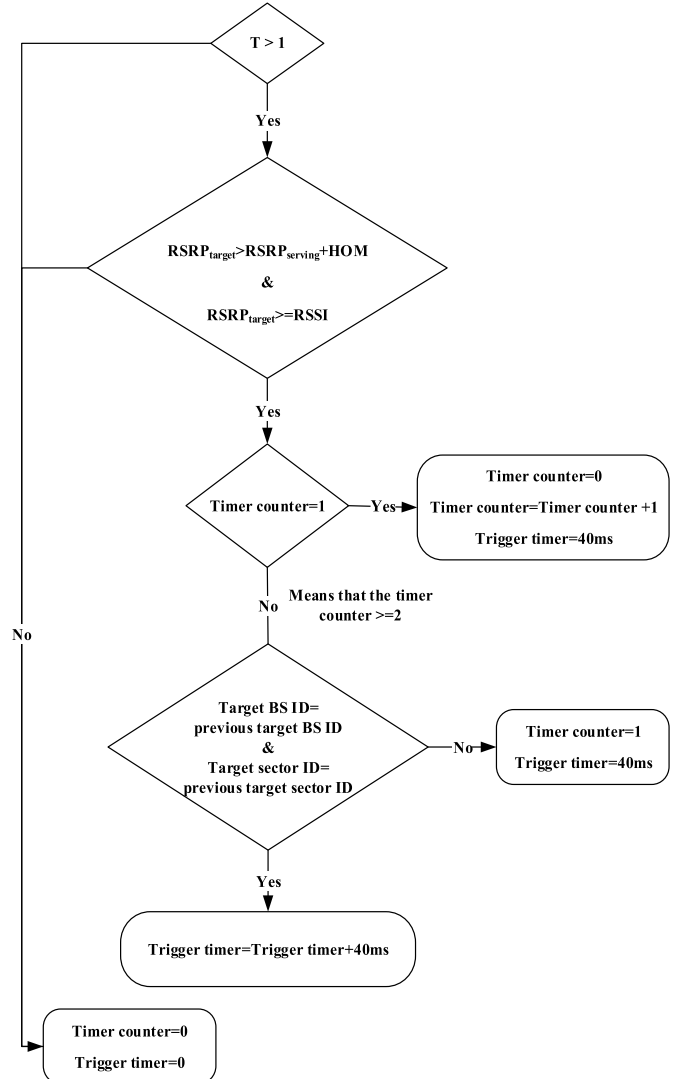 T > 1
Yes
RSRPtarget>RSRPserving+HOM
&
RSRPtarget>=RSSI
Yes
Timer counter=1
Yes
Timer counter=0
Timer counter=Timer counter +1
Trigger timer=40ms
No
Means that the timer
counter >=2
No
Target BS ID=
previous target BS ID
&
Target sector ID=
previous target sector ID
No
Timer counter=1
Trigger timer=40ms
Yes
Trigger timer=Trigger timer+40ms
Timer counter=0
Trigger timer=0